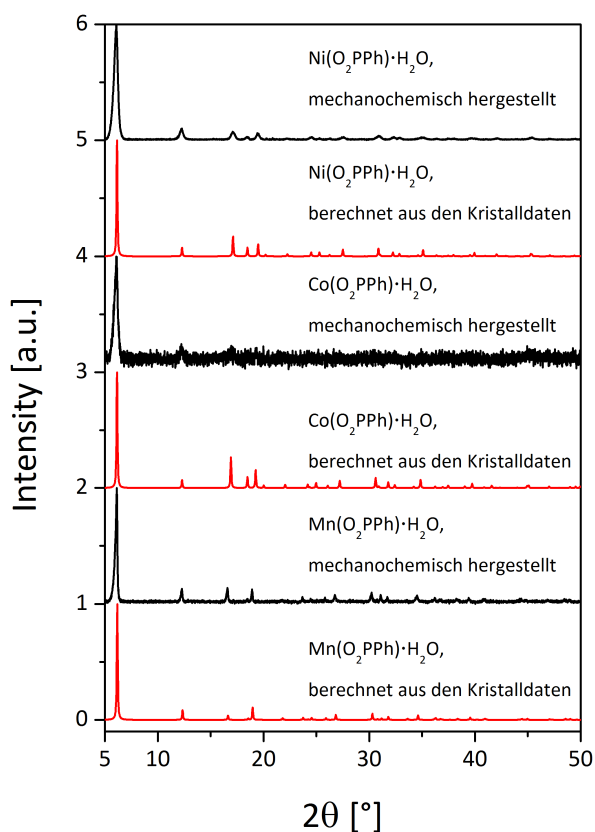 6
Ni(O₂PPh)·H₂O,
mechanochemisch hergestellt
5
Ni(O₂PPh)·H₂O,
berechnet aus den Kristalldaten
4
Co(O₂PPh)·H₂O,
mechanochemisch hergestellt
3
Co(O₂PPh)·H₂O,
berechnet aus den Kristalldaten
2
Mn(O₂PPh)·H₂O,
mechanochemisch hergestellt
1
Mn(O₂PPh)·H₂O,
berechnet aus den Kristalldaten
0
Intensity [a.u.]
5 10 20 30 40 50
2θ [°]